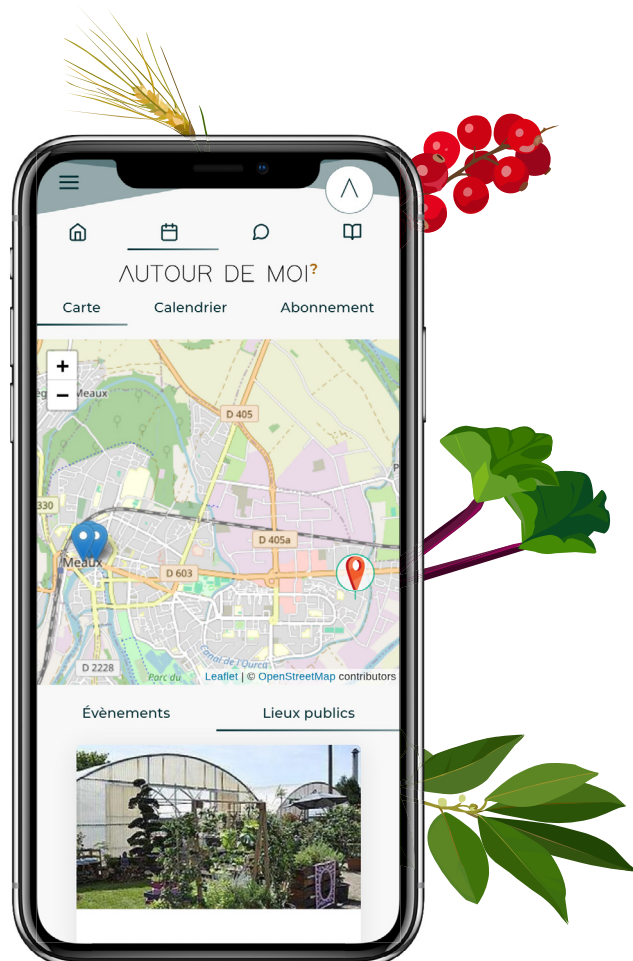 AUTOUR DE MOI?
Carte Calendrier Abonnement
+
−
Meaux
D 405
330
D 405a
Meaux
D 603
Canal de l'Ourcq
D 2228
Parc du
Leaflet | © OpenStreetMap contributors
Évènements Lieux publics